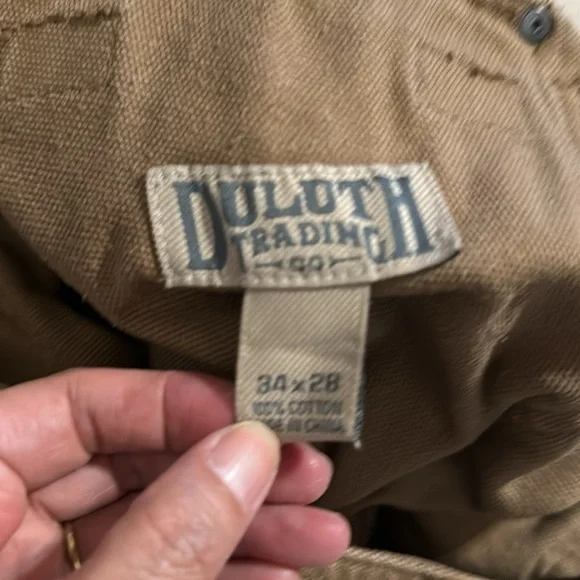 DULUTH
TRADING
CO
34 x 28
100% COTTON
MADE IN CHINA